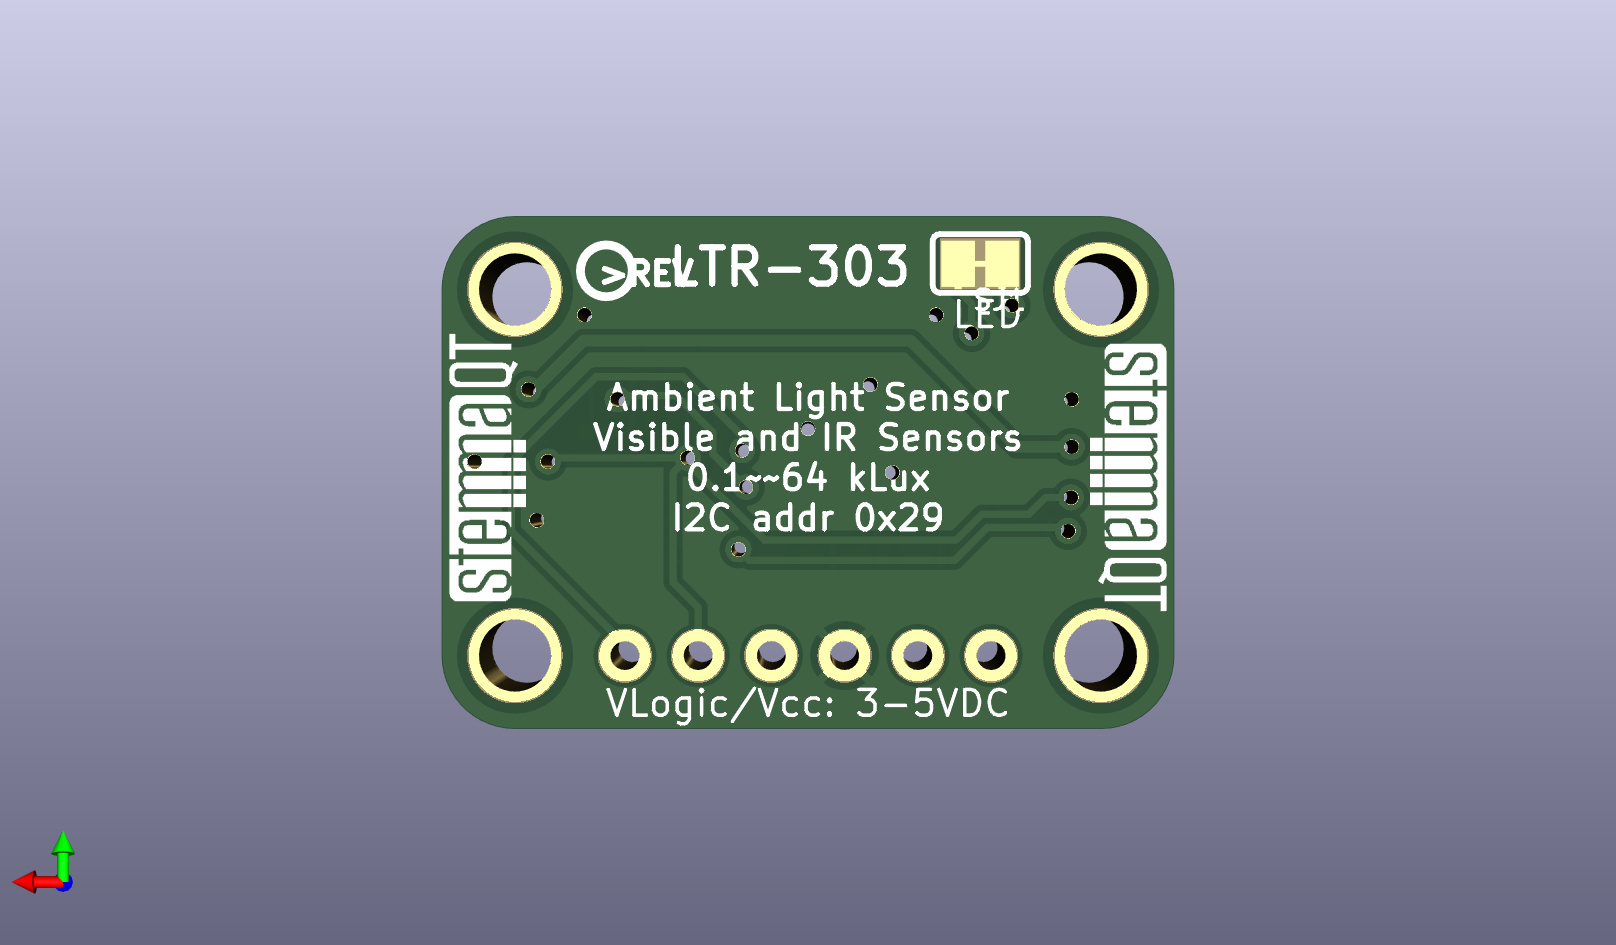 >REV
LTR-303
LED
stemmaQT
Ambient Light Sensor
Visible and IR Sensors
0.1~~64 kLux
I2C addr 0x29
stemmaQT
VLogic/Vcc: 3-5VDC